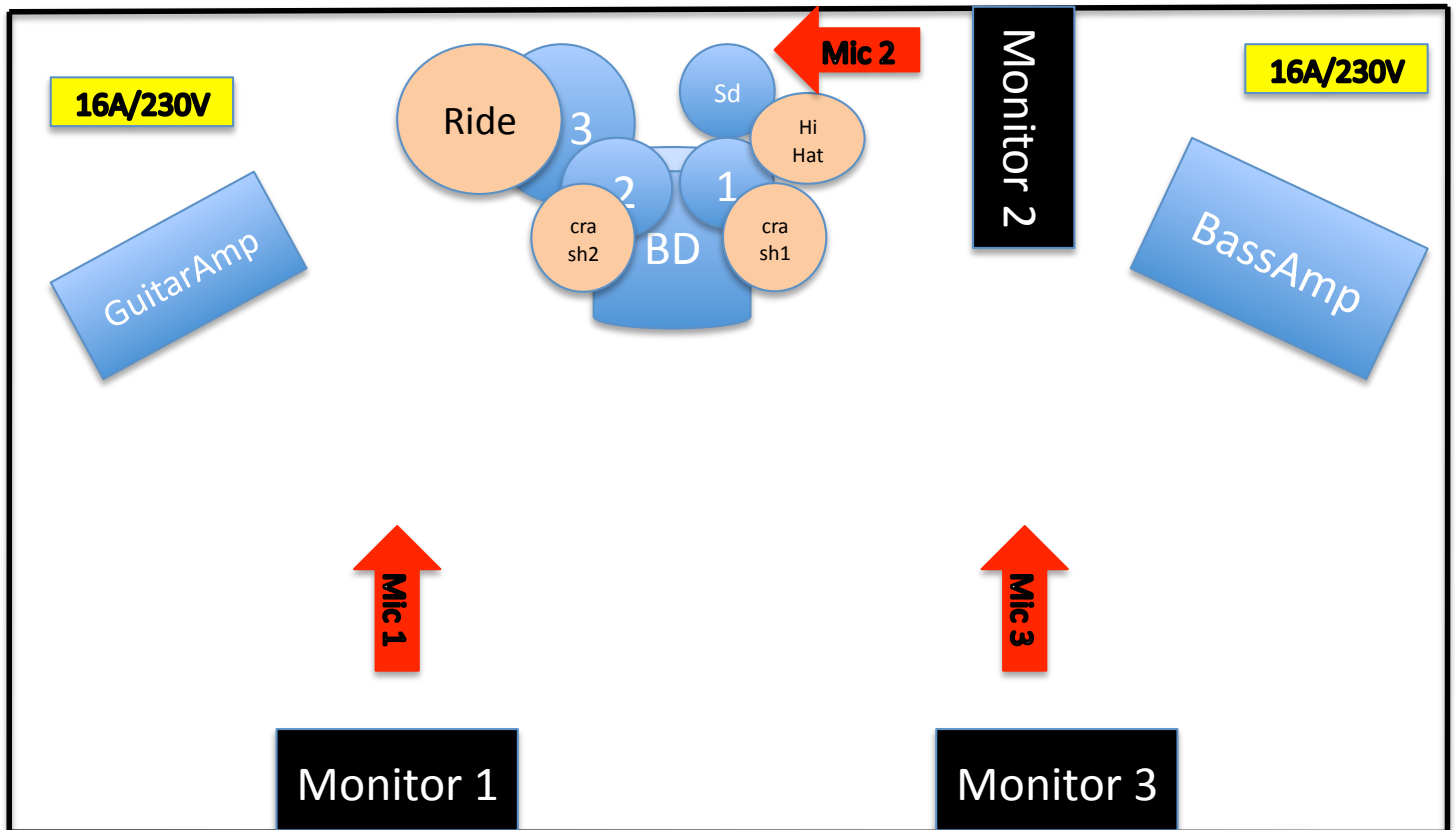 Monitor 2
Mic 2
16A/230V
16A/230V
Sd
Ride
3
Hi
Hat
2
1
cra
sh2
BD
cra
sh1
GuitarAmp
BassAmp
Mic 1
Mic 3
Monitor 1
Monitor 3